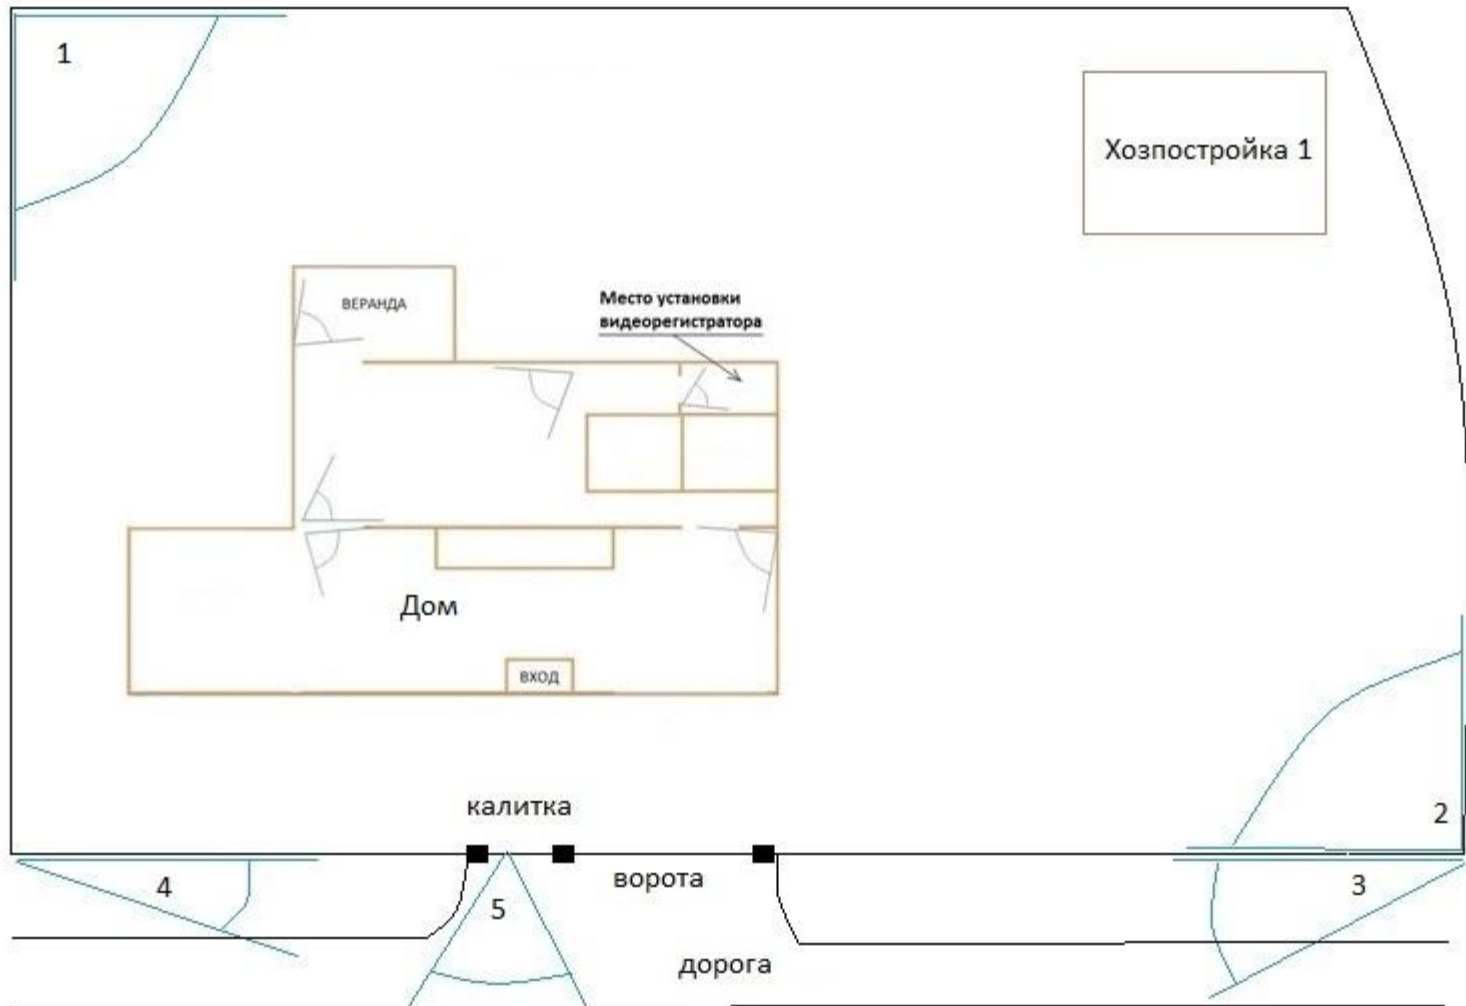 1
Хозпостройка 1
ВЕРАНДА
Место установки
видеорегистратора
Дом
ВХОД
калитка
2
4
5
ворота
3
дорога